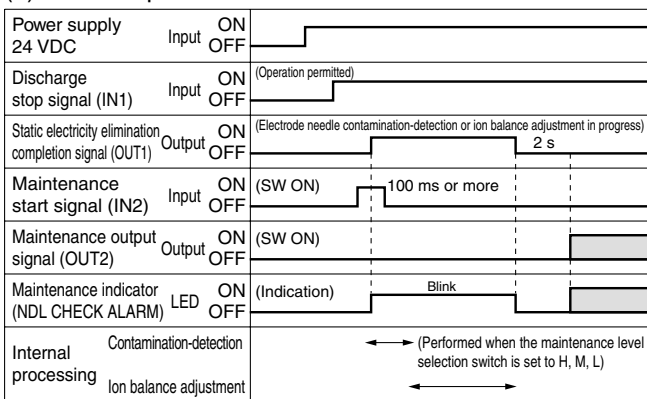 Power supply
24 VDC
Input
ON
OFF
Discharge
stop signal (IN1)
Input
ON
OFF
(Operation permitted)
Static electricity elimination
completion signal (OUT1)
Output
ON
OFF
(Electrode needle contamination-detection or ion balance adjustment in progress)
2 s
Maintenance
start signal (IN2)
Input
ON
OFF
(SW ON)
100 ms or more
Maintenance output
signal (OUT2)
Output
ON
OFF
(SW ON)
Maintenance indicator
(NDL CHECK ALARM)
LED
ON
OFF
(Indication)
Blink
Internal
processing
Contamination-detection
Ion balance adjustment
(Performed when the maintenance level
selection switch is set to H, M, L)